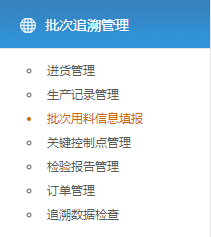 批次追溯管理
进货管理
生产记录管理
批次用料信息填报
关键控制点管理
检验报告管理
订单管理
追溯数据检查